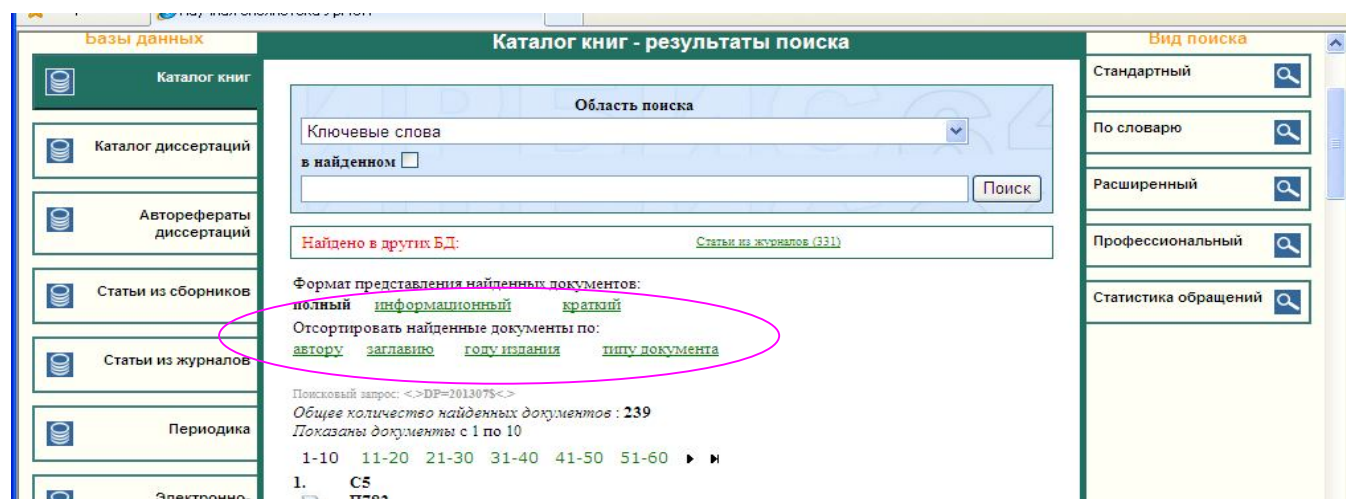 Базы данных
Каталог книг
Каталог диссертаций
Авторефераты
диссертаций
Статьи из сборников
Статьи из журналов
Периодика
Электронно-
Каталог книг - результаты поиска
Область поиска
Ключевые слова
в найденном
Поиск
Найдено в других БД: Статьи из журналов (331)
Формат представления найденных документов:
полный информационный краткий
Отсортировать найденные документы по:
автору заглавию году издания типу документа
Поисковый запрос: <.>DP=201307$<.>
Общее количество найденных документов : 239
Показаны документы с 1 по 10
1-10 11-20 21-30 31-40 41-50 51-60
1. С5
Вид поиска
Стандартный
По словарю
Расширенный
Профессиональный
Статистика обращений